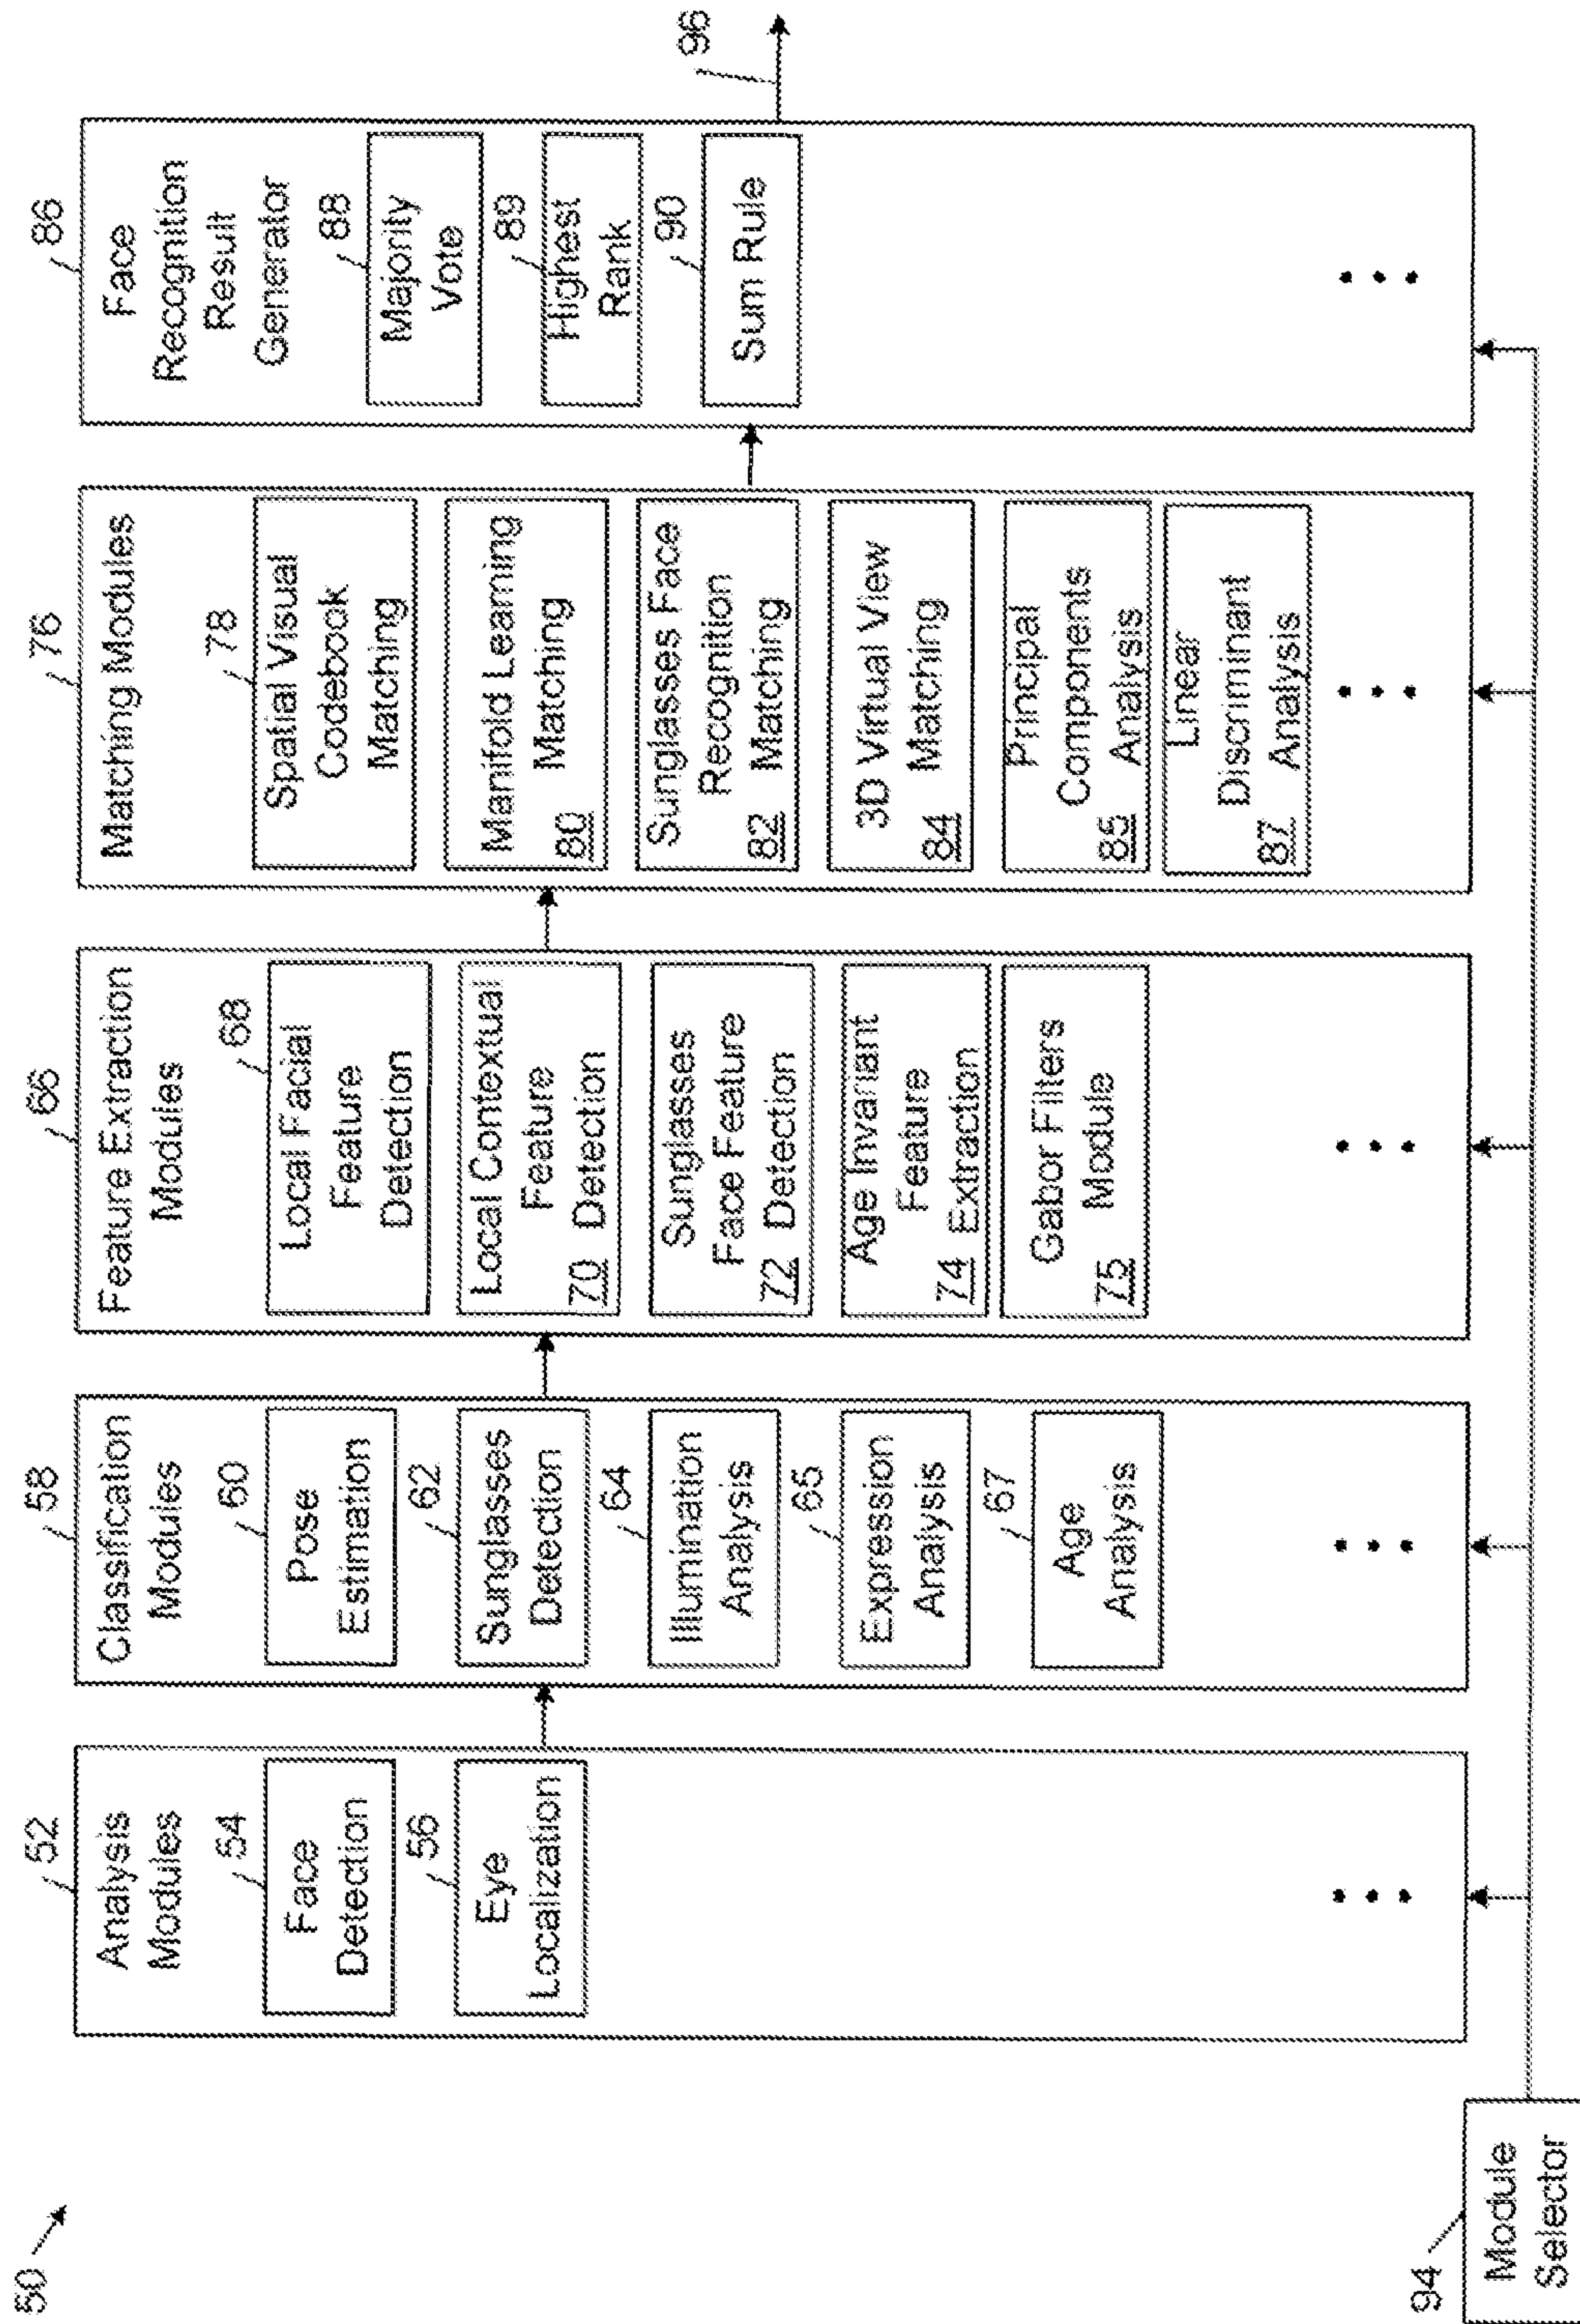 50
52
Analysis
Modules
54
Face
Detection
56
Eye
Localization
58
Classification
Modules
60
Pose
Estimation
62
Sunglasses
Detection
64
Illumination
Analysis
65
Expression
Analysis
67
Age
Analysis
66
Feature Extraction
Modules
68
Local Facial
Feature
Detection
Local Contextual
Feature
70 Detection
Sunglasses
Face Feature
72 Detection
Age Invariant
Feature
74 Extraction
Gabor Filters
Module
75
76
Matching Modules
78
Spatial Visual
Codebook
Matching
Manifold Learning
Matching
80
Sunglasses Face
Recognition
82 Matching
3D Virtual View
Matching
84
Principal
Components
85 Analysis
Linear
Discriminant
87 Analysis
86
Face
Recognition
Result
Generator
88
Majority
Vote
89
Highest
Rank
90
Sum Rule
96
94
Module
Selector